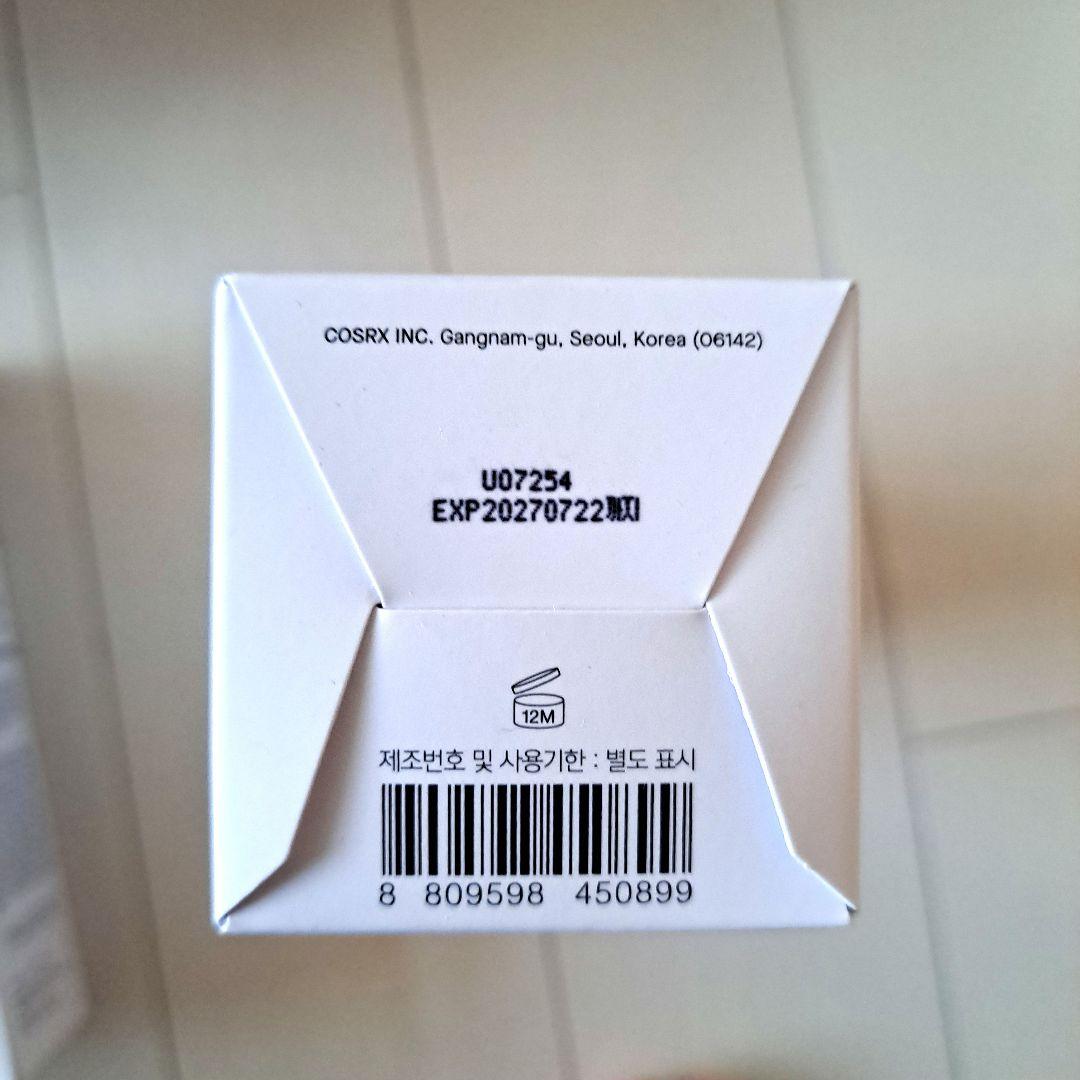 COSRX INC. Gangnam-gu, Seoul, Korea (06142)
U07254
EXP20270722까지
12M
제조번호 및 사용기한 : 별도 표시
8 809598 450899